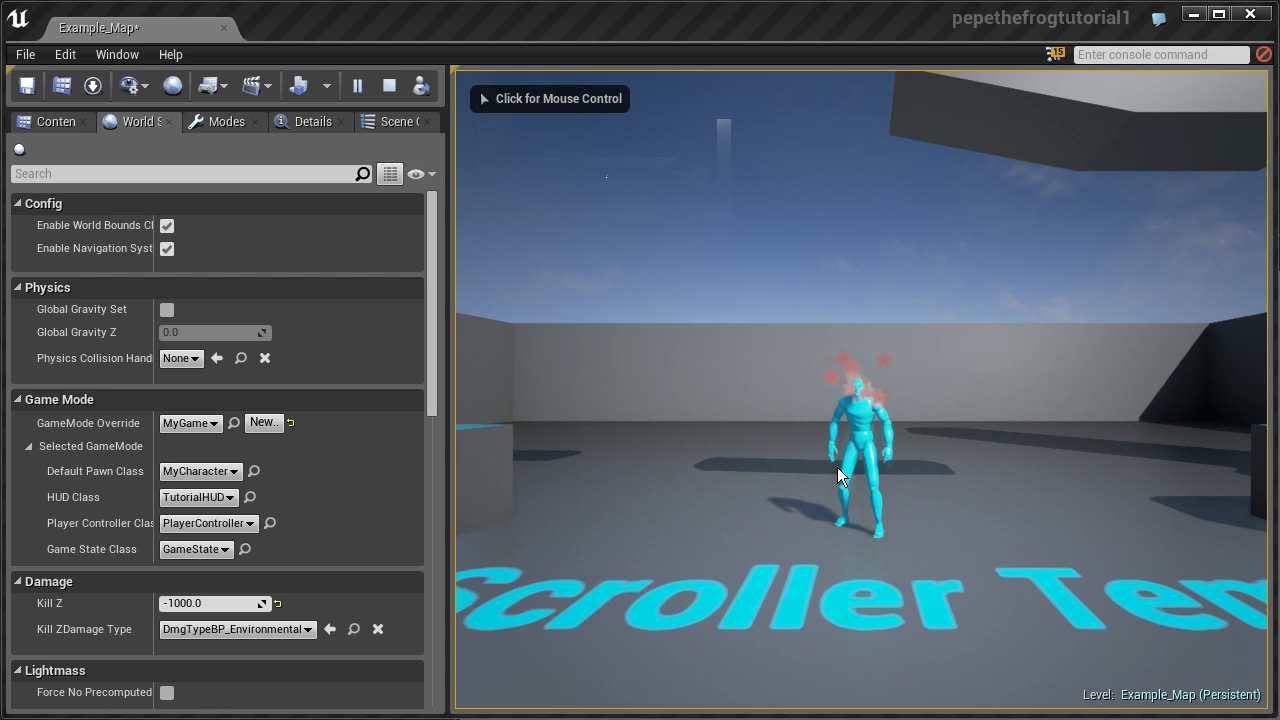 Example_Map*
pepethefrogtutorial1
File Edit Window Help
15
Enter console command
Conten
World S
Modes
Details
Scene (
Search
Click for Mouse Control
Config
Enable World Bounds Cl
Enable Navigation Syst
Physics
Global Gravity Set
Global Gravity Z 0.0
Physics Collision Hand None
Game Mode
GameMode Override MyGame New..
Selected GameMode
Default Pawn Class MyCharacter
HUD Class TutorialHUD
Player Controller Clas PlayerController
Game State Class GameState
Damage
Kill Z -1000.0
Kill ZDamage Type DmgTypeBP_Environmental
Lightmass
Force No Precomputed
Scroller Tem
Level: Example_Map (Persistent)